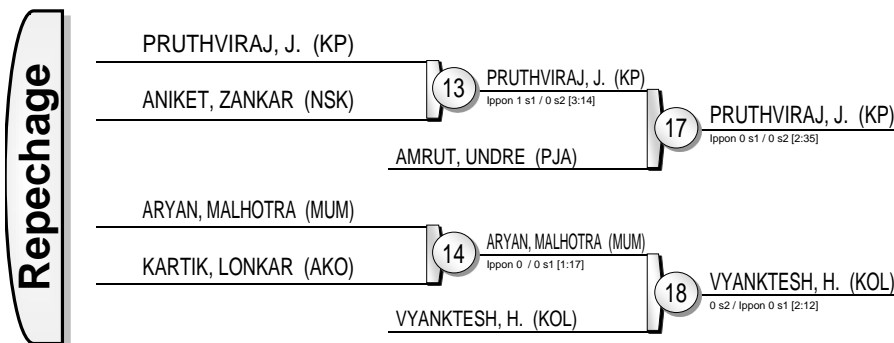 Repechage
PRUTHVIRAJ, J. (KP)
ANIKET, ZANKAR (NSK)
13
PRUTHVIRAJ, J. (KP)
Ippon 1 s1 / 0 s2 [3:14]
AMRUT, UNDRE (PJA)
17
PRUTHVIRAJ, J. (KP)
Ippon 0 s1 / 0 s2 [2:35]
ARYAN, MALHOTRA (MUM)
KARTIK, LONKAR (AKO)
14
ARYAN, MALHOTRA (MUM)
Ippon 0 / 0 s1 [1:17]
VYANKTESH, H. (KOL)
18
VYANKTESH, H. (KOL)
0 s2 / Ippon 0 s1 [2:12]